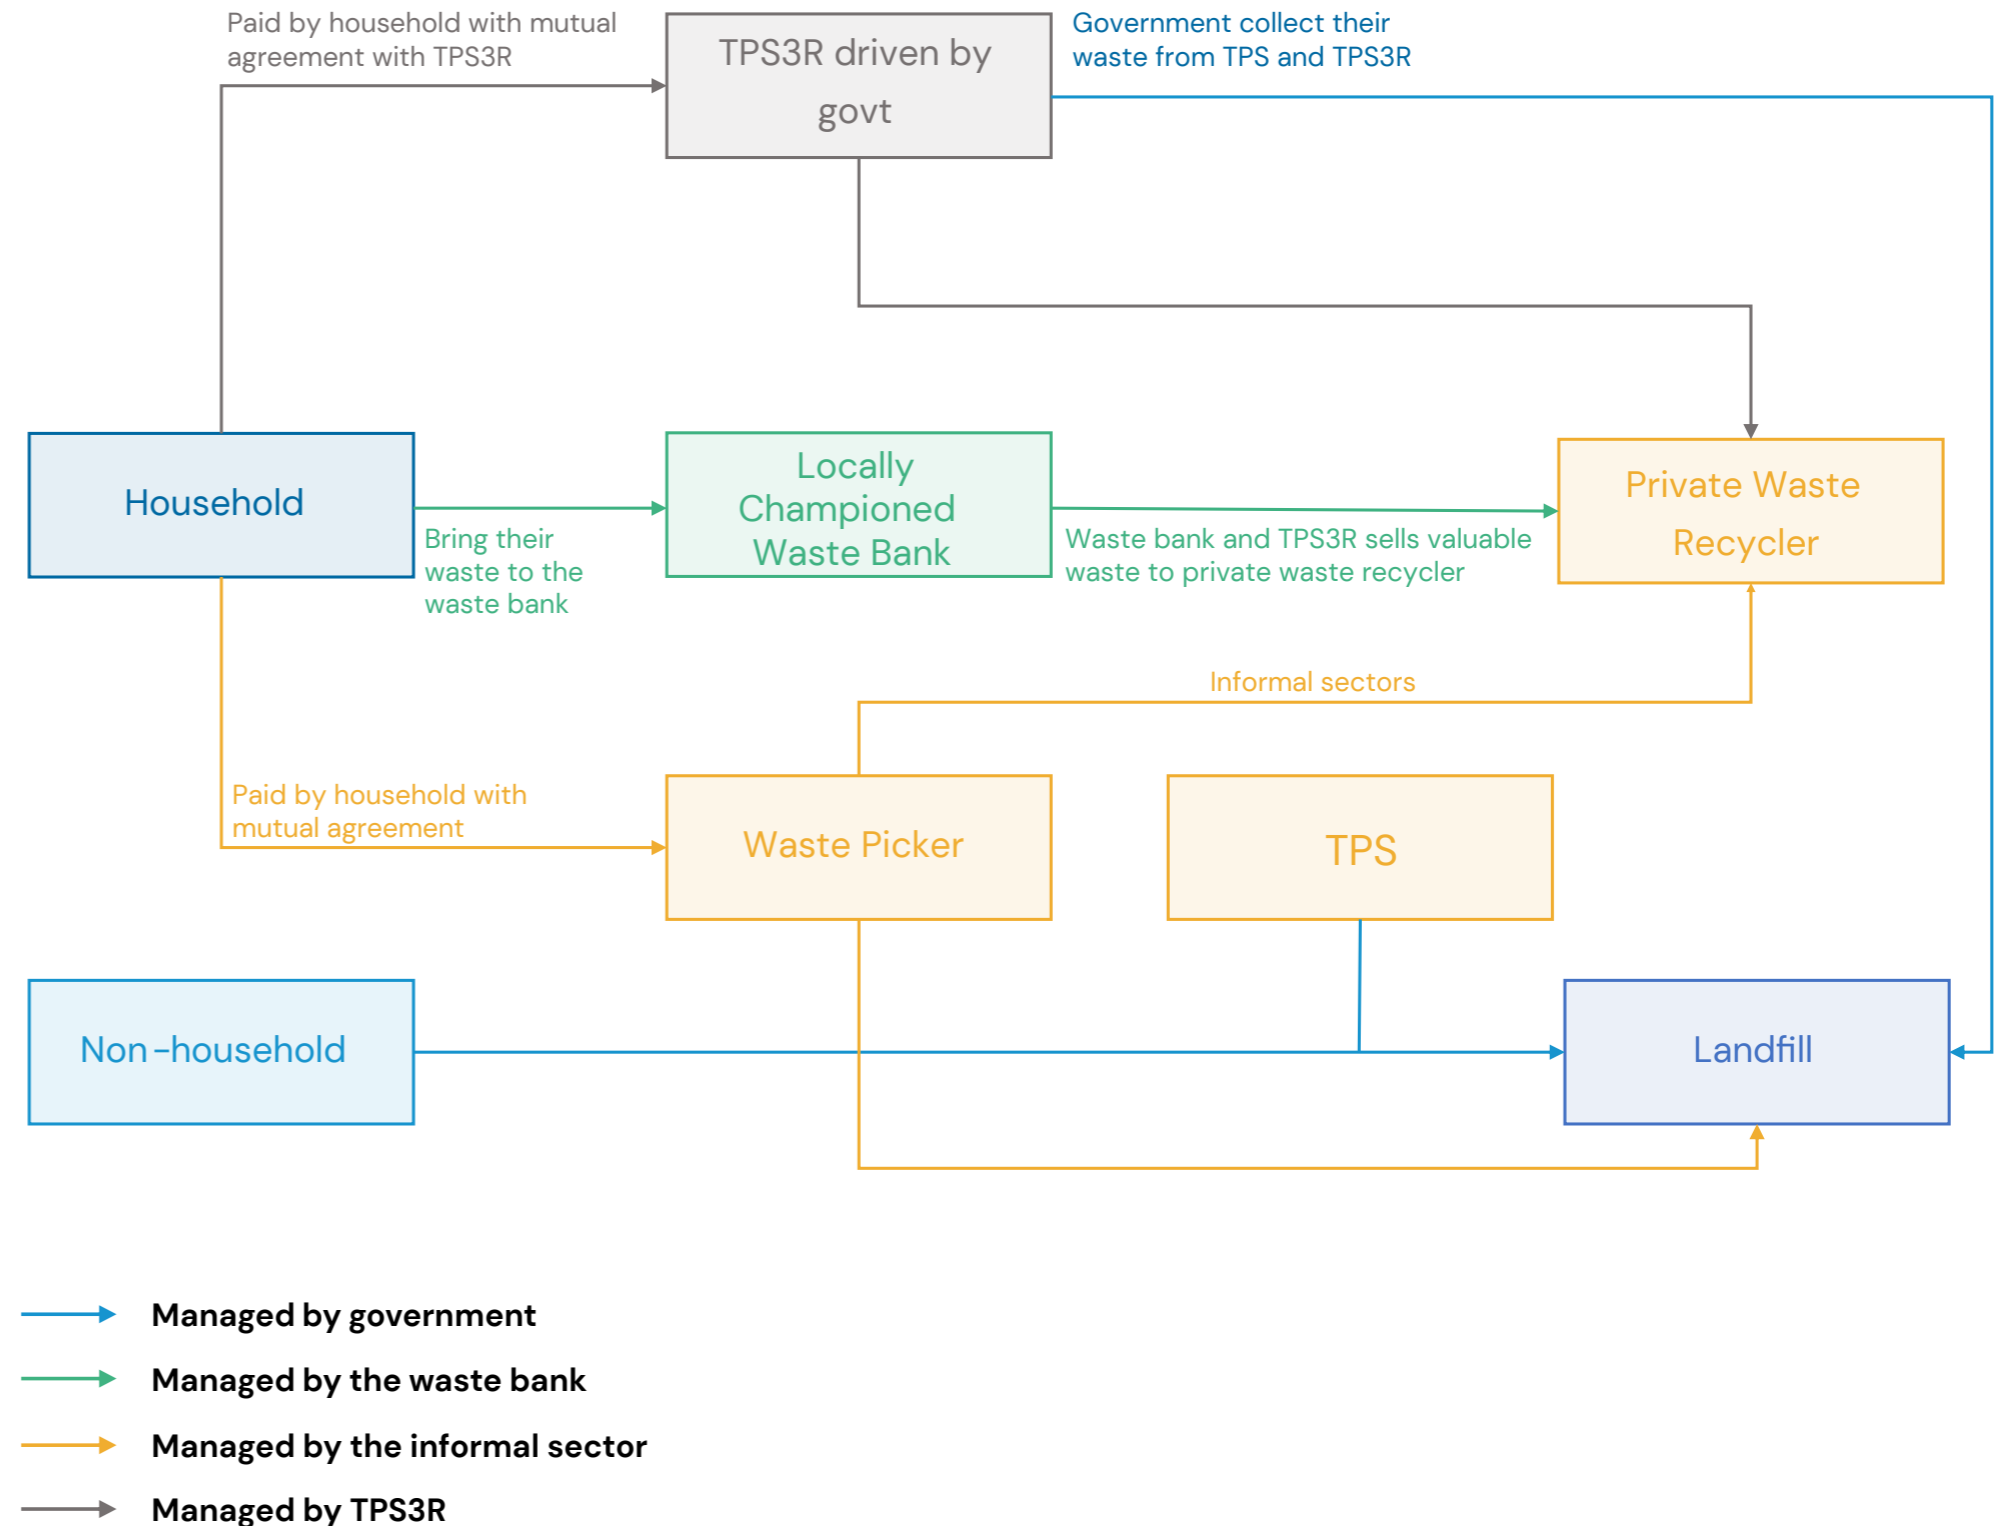 Paid by household with mutual
agreement with TPS3R
TPS3R driven by
govt
Government collect their
waste from TPS and TPS3R
Household
Bring their
waste to the
waste bank
Locally
Championed
Waste Bank
Waste bank and TPS3R sells valuable
waste to private waste recycler
Private Waste
Recycler
Informal sectors
Paid by household with
mutual agreement
Waste Picker
TPS
Non-household
Landfill
Managed by government
Managed by the waste bank
Managed by the informal sector
Managed by TPS3R